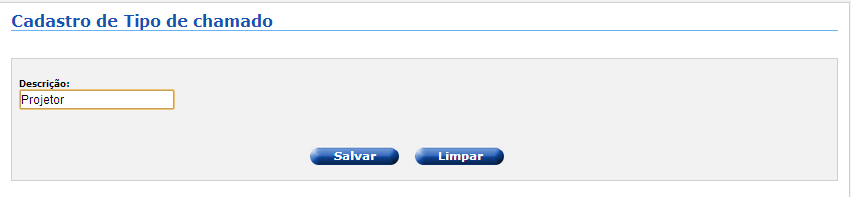 Cadastro de Tipo de chamado
Descrição:
Projetor
Salvar Limpar